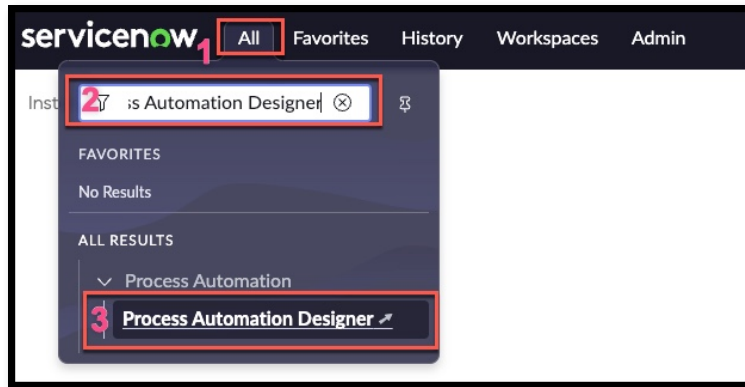 servicenow 1 All Favorites History Workspaces Admin
Inst 2 ss Automation Designer
FAVORITES
No Results
ALL RESULTS
Process Automation
3 Process Automation Designer